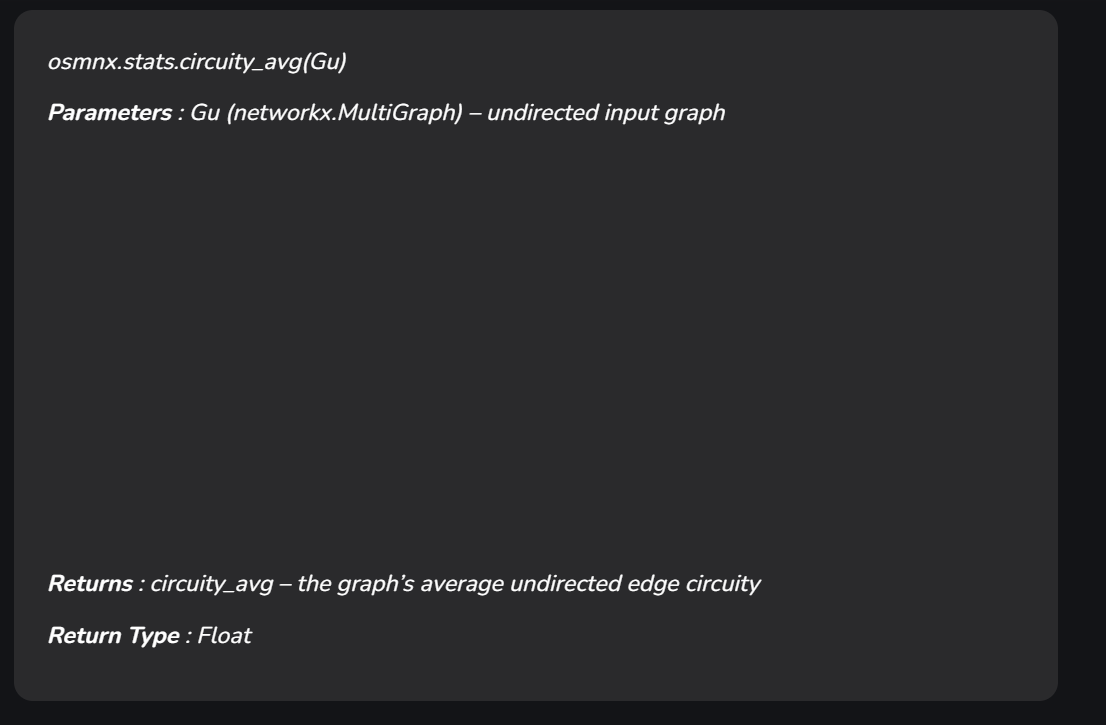 osmnx.stats.circuity_avg(Gu)
Parameters : Gu (networkx.MultiGraph) – undirected input graph
Returns : circuity_avg – the graph’s average undirected edge circuity
Return Type : Float